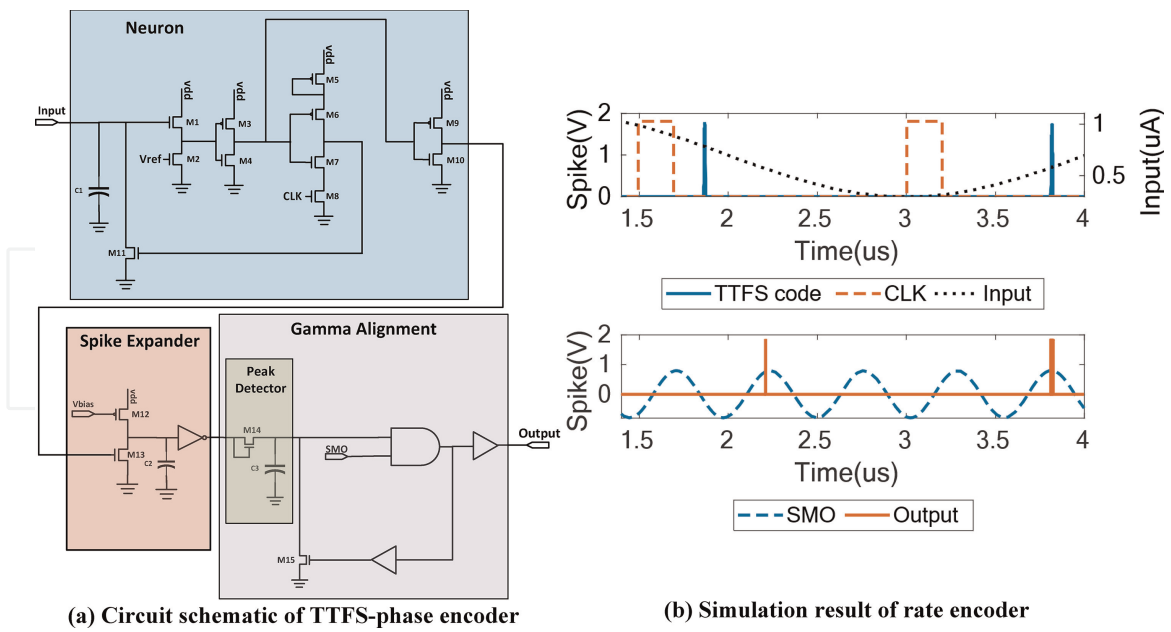 Neuron
Input
C1
vdd
M1
Vref
M2
vdd
M3
M4
vdd
M5
M6
M7
CLK
M8
vdd
M9
M10
M11
Spike Expander
Vbias
vdd
M12
M13
C2
Gamma Alignment
Peak
Detector
M14
C3
SMO
Output
M15
(a) Circuit schematic of TTFS-phase encoder
Spike(V)
2
1
0
1
0.5
Input(uA)
1.5 2 2.5 3 3.5 4
Time(us)
TTFS code CLK Input
Spike(V)
2
1
0
1.5 2 2.5 3 3.5 4
Time(us)
SMO Output
(b) Simulation result of rate encoder